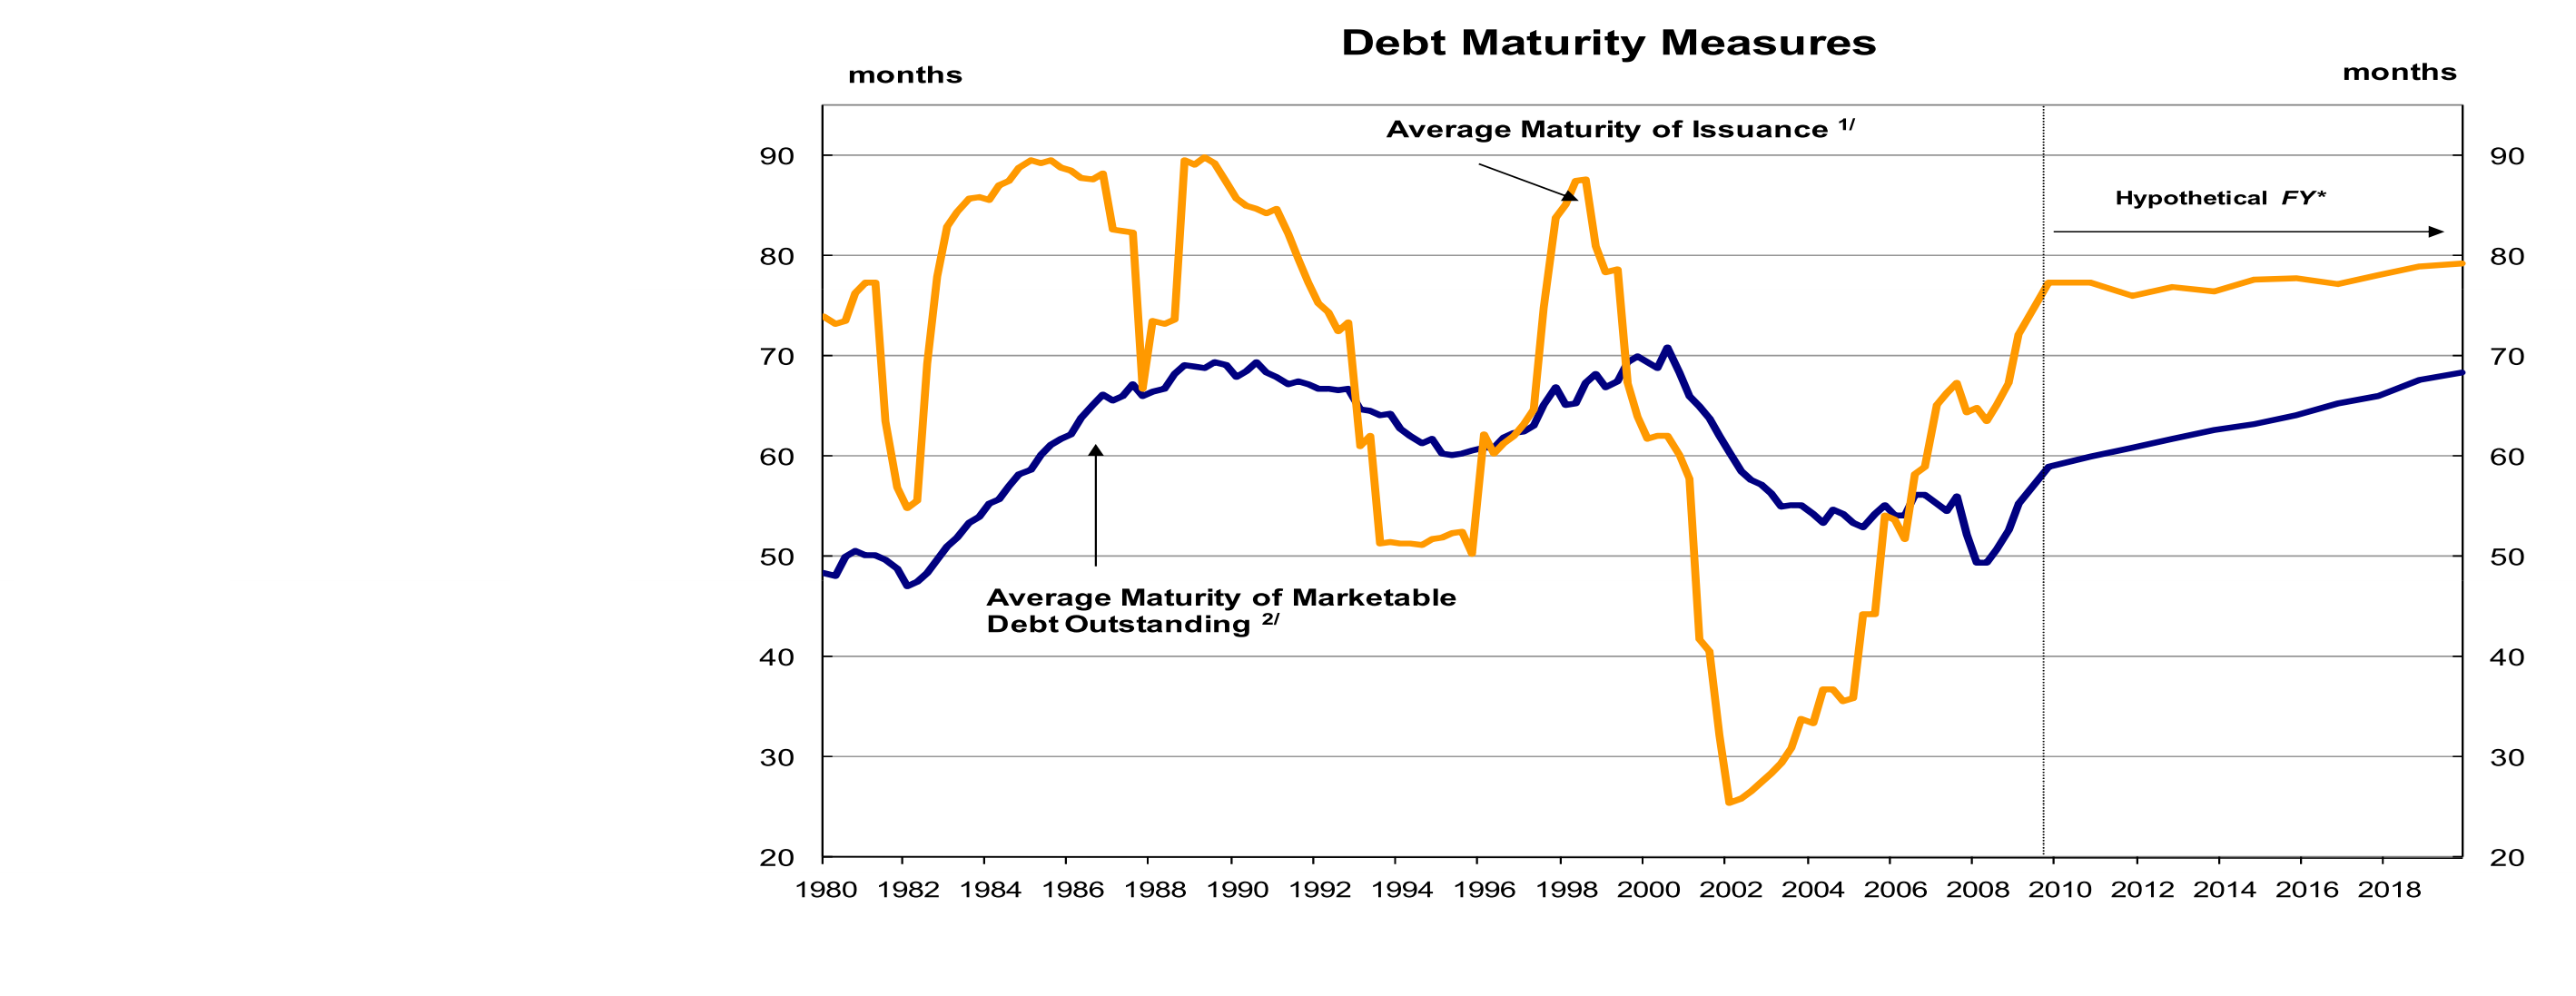 Debt Maturity Measures
months
months
Average Maturity of Issuance 1/
90
90
Hypothetical FY*
80
80
70
70
60
60
50
50
Average Maturity of Marketable
Debt Outstanding 2/
40
40
30
30
20
20
1980 1982 1984 1986 1988 1990 1992 1994 1996 1998 2000 2002 2004 2006 2008 2010 2012 2014 2016 2018